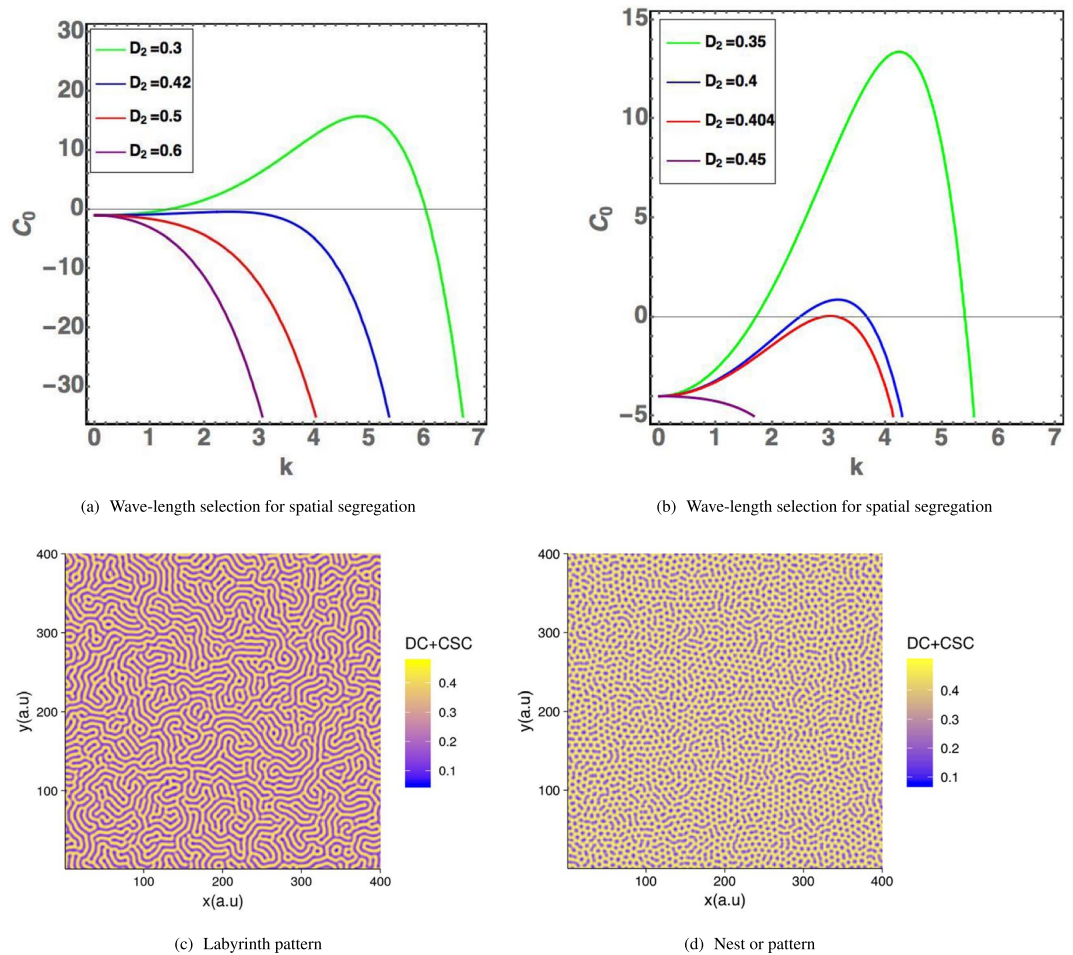 30
20
10
0
−10
−20
−30
C₀
D₂ =0.3
D₂ =0.42
D₂ =0.5
D₂ =0.6
0 1 2 3 4 5 6 7
k
(a) Wave-length selection for spatial segregation
15
10
5
0
−5
C₀
D₂ =0.35
D₂ =0.4
D₂ =0.404
D₂ =0.45
0 1 2 3 4 5 6 7
k
(b) Wave-length selection for spatial segregation
400
300
200
100
y(a.u)
100 200 300 400
x(a.u)
DC+CSC
0.4
0.3
0.2
0.1
(c) Labyrinth pattern
400
300
200
100
y(a.u)
100 200 300 400
x(a.u)
DC+CSC
0.4
0.3
0.2
0.1
(d) Nest or pattern